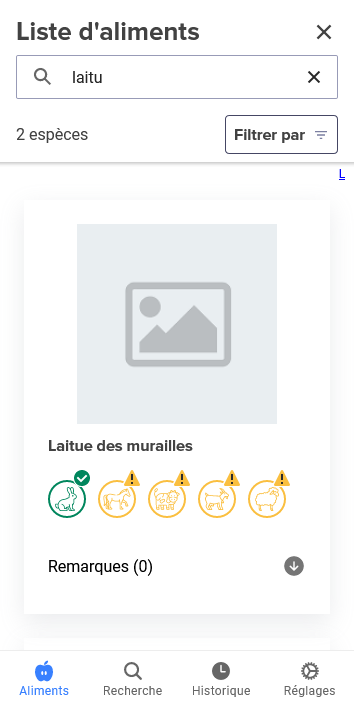 Liste d'aliments
laitu
2 espèces
Filtrer par
L
Laitue des murailles
Remarques (0)
Aliments
Recherche
Historique
Réglages